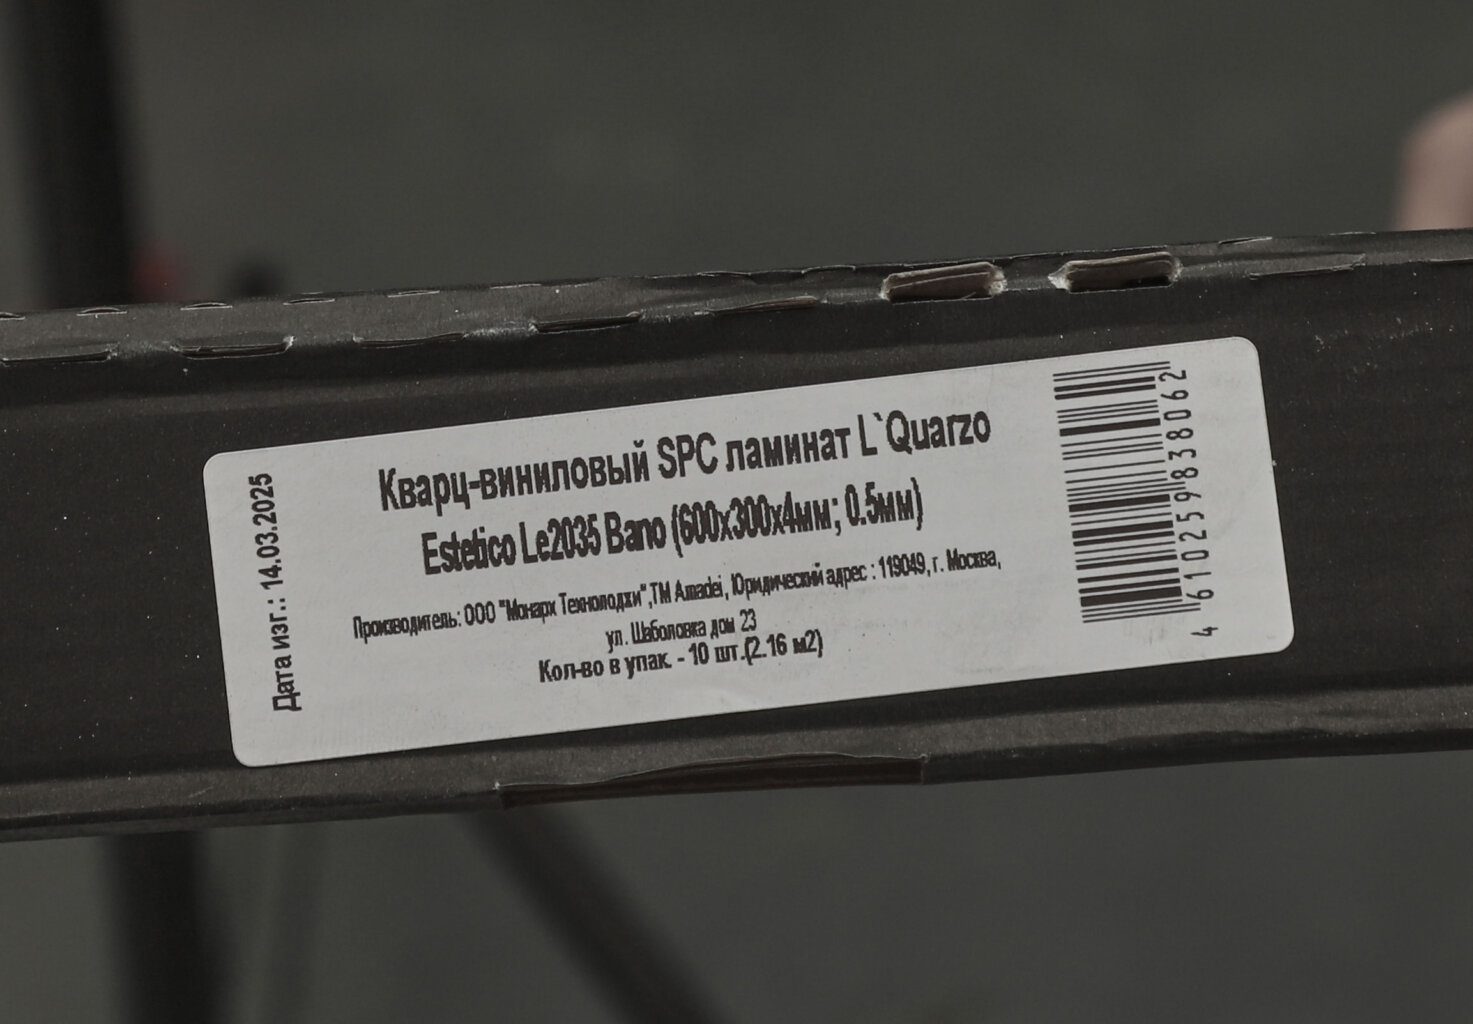 Дата изг.: 14.03.2025
Кварц-виниловый SPC ламинат L`Quarzo
Estetico Le2035 Bano (600x300x4мм; 0.5мм)
Производитель: ООО "Монарх Технолоджи",ТМ Amadei, Юридический адрес : 119049, г. Москва,
ул. Шаболовка дом 23
Кол-во в упак. - 10 шт.(2.16 м2)
4610259838062